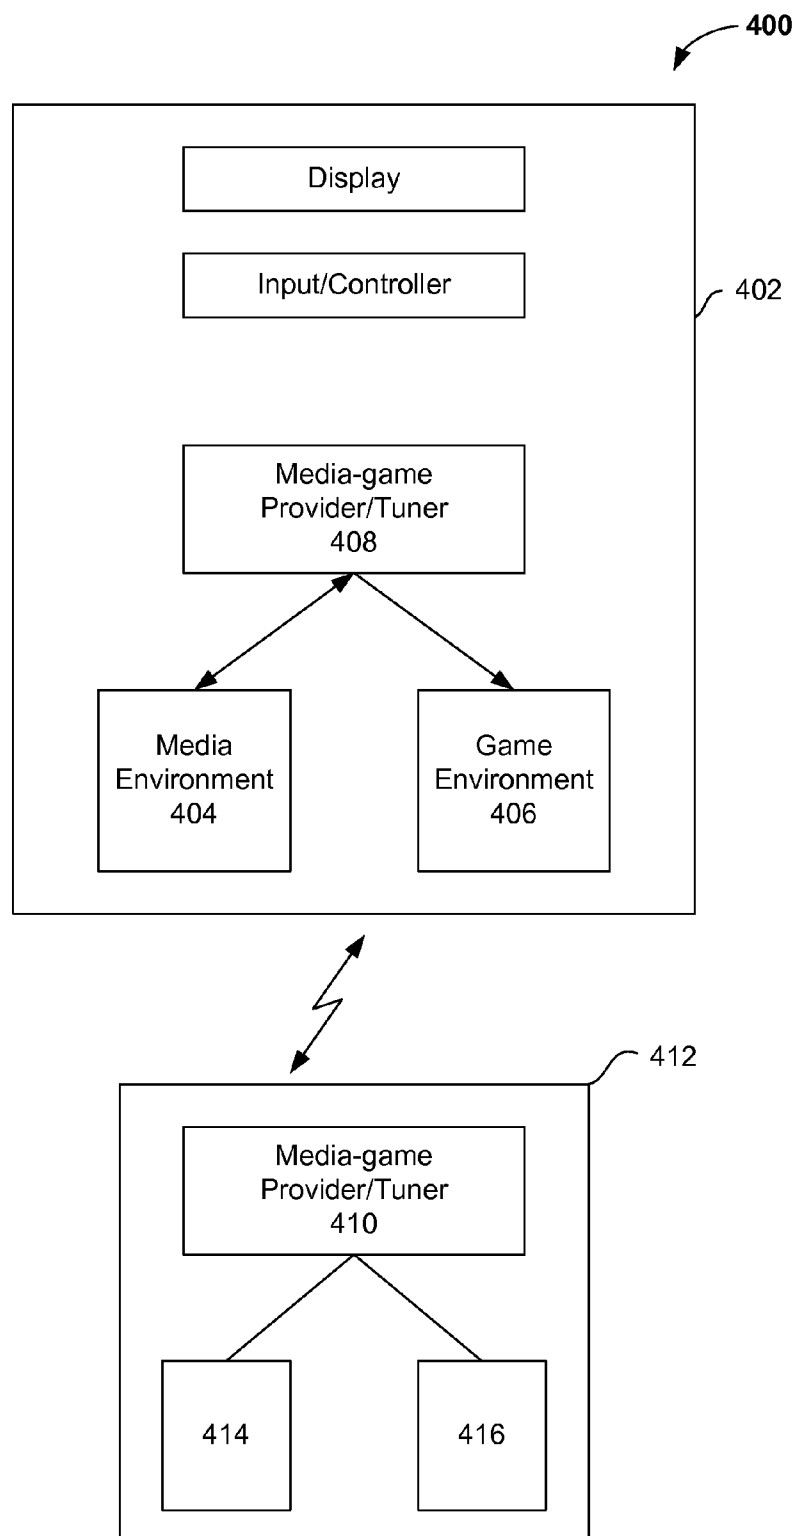 400
Display
Input/Controller
402
Media-game
Provider/Tuner
408
Media
Environment
404
Game
Environment
406
412
Media-game
Provider/Tuner
410
414
416